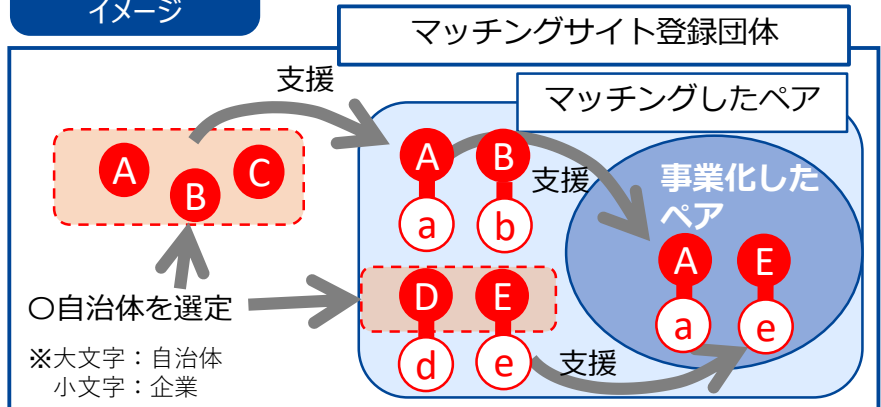 イメージ
マッチングサイト登録団体
マッチングしたペア
支援
A
B
C
A
B
a
b
支援
事業化した
ペア
A
E
a
e
D
E
d
e
支援
〇自治体を選定
※大文字：自治体
小文字：企業